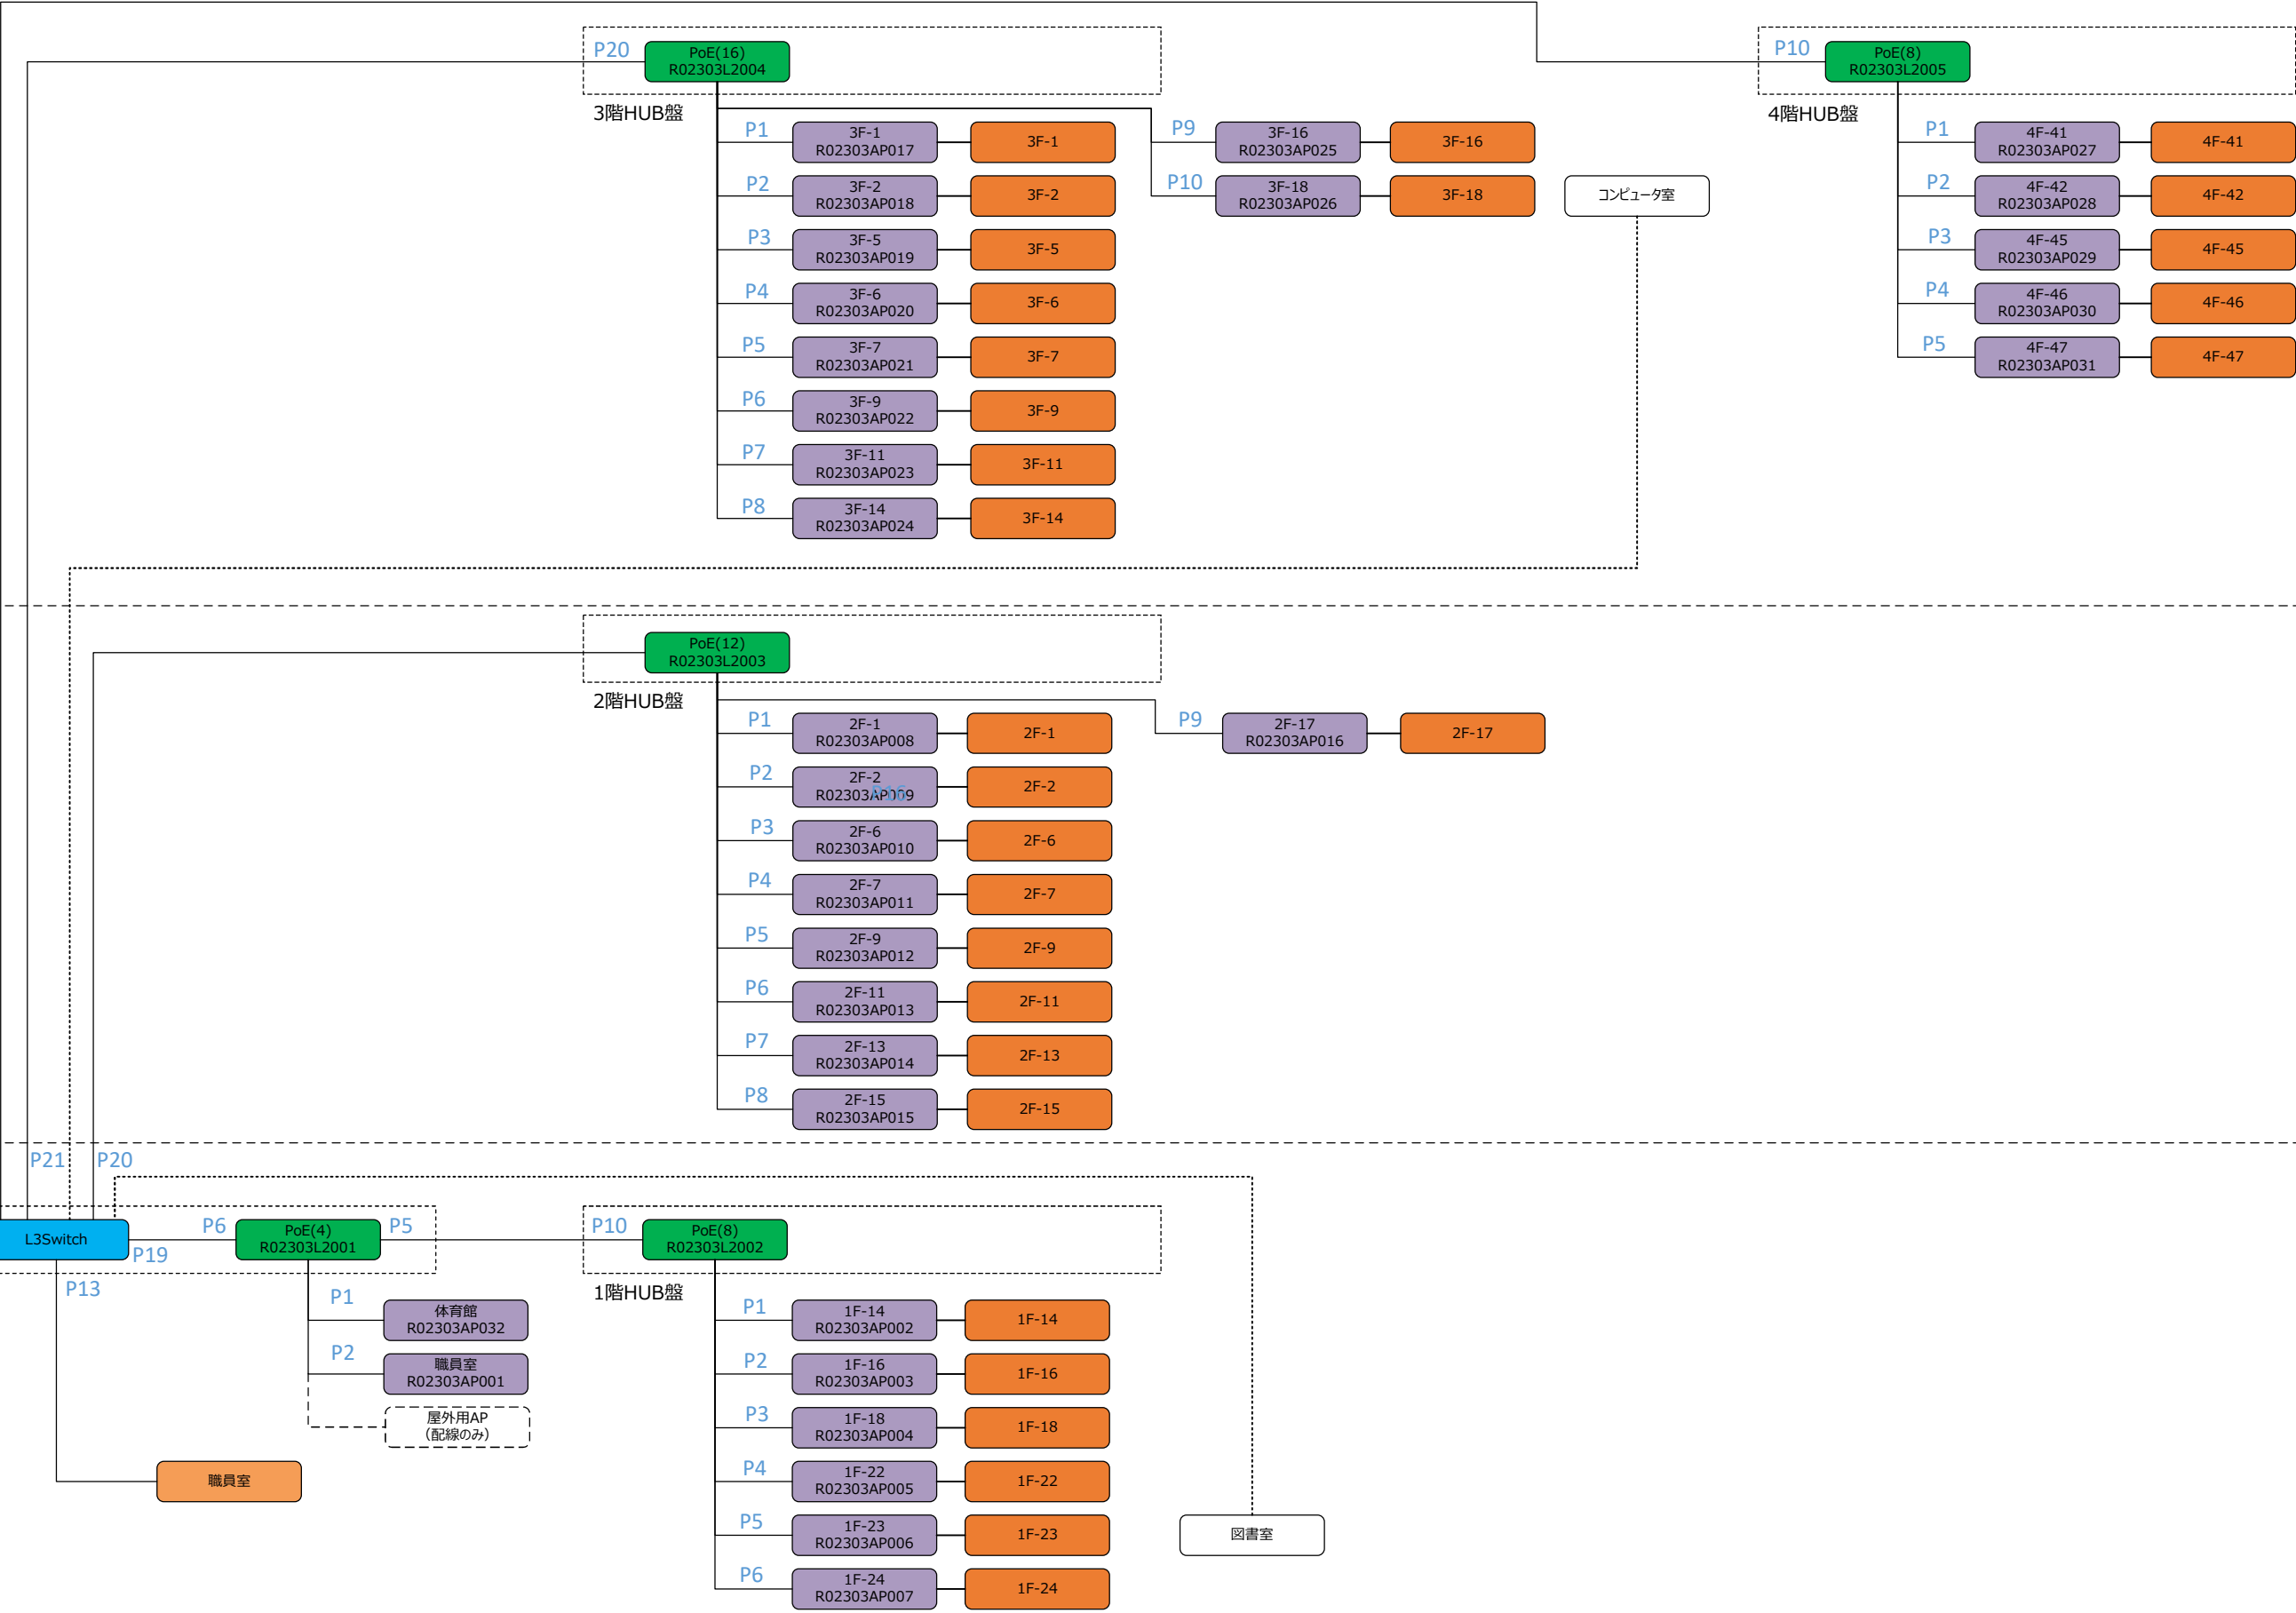 P20
PoE(16)
R02303L2004
3階HUB盤
P1
3F-1
R02303AP017
3F-1
P2
3F-2
R02303AP018
3F-2
P3
3F-5
R02303AP019
3F-5
P4
3F-6
R02303AP020
3F-6
P5
3F-7
R02303AP021
3F-7
P6
3F-9
R02303AP022
3F-9
P7
3F-11
R02303AP023
3F-11
P8
3F-14
R02303AP024
3F-14
P9
3F-16
R02303AP025
3F-16
P10
3F-18
R02303AP026
3F-18
コンピュータ室
P10
PoE(8)
R02303L2005
4階HUB盤
P1
4F-41
R02303AP027
4F-41
P2
4F-42
R02303AP028
4F-42
P3
4F-45
R02303AP029
4F-45
P4
4F-46
R02303AP030
4F-46
P5
4F-47
R02303AP031
4F-47
PoE(12)
R02303L2003
2階HUB盤
P1
2F-1
R02303AP008
2F-1
P2
2F-2
R02303AP009
P16
2F-2
P3
2F-6
R02303AP010
2F-6
P4
2F-7
R02303AP011
2F-7
P5
2F-9
R02303AP012
2F-9
P6
2F-11
R02303AP013
2F-11
P7
2F-13
R02303AP014
2F-13
P8
2F-15
R02303AP015
2F-15
P9
2F-17
R02303AP016
2F-17
P21
P20
L3Switch
P6
P19
P13
PoE(4)
R02303L2001
P5
P1
体育館
R02303AP032
P2
職員室
R02303AP001
屋外用AP
（配線のみ）
職員室
P10
PoE(8)
R02303L2002
1階HUB盤
P1
1F-14
R02303AP002
1F-14
P2
1F-16
R02303AP003
1F-16
P3
1F-18
R02303AP004
1F-18
P4
1F-22
R02303AP005
1F-22
P5
1F-23
R02303AP006
1F-23
P6
1F-24
R02303AP007
1F-24
図書室